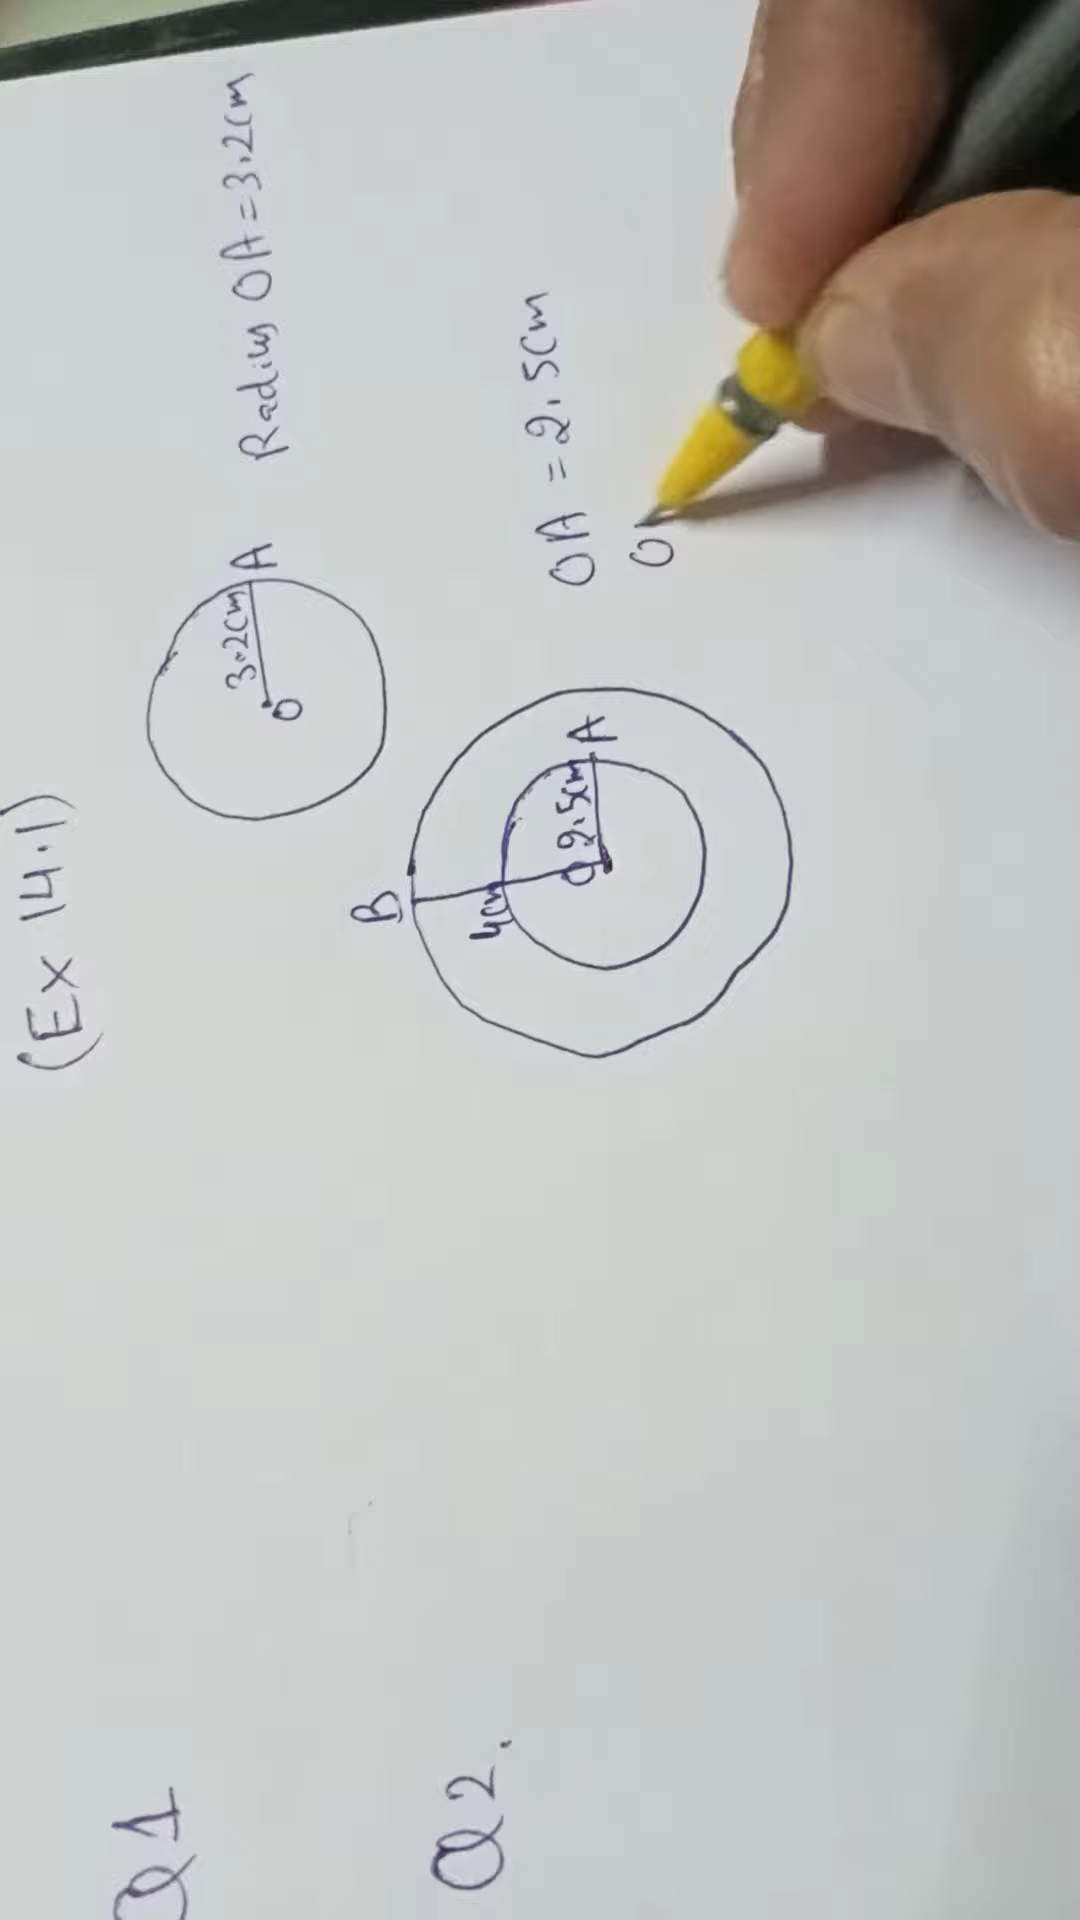 (Ex 14.1)
Q1
3.2cm
O
A
Radius OA = 3.2cm
Q2.
B
4cm
O
2.5cm
A
OA = 2.5cm
O